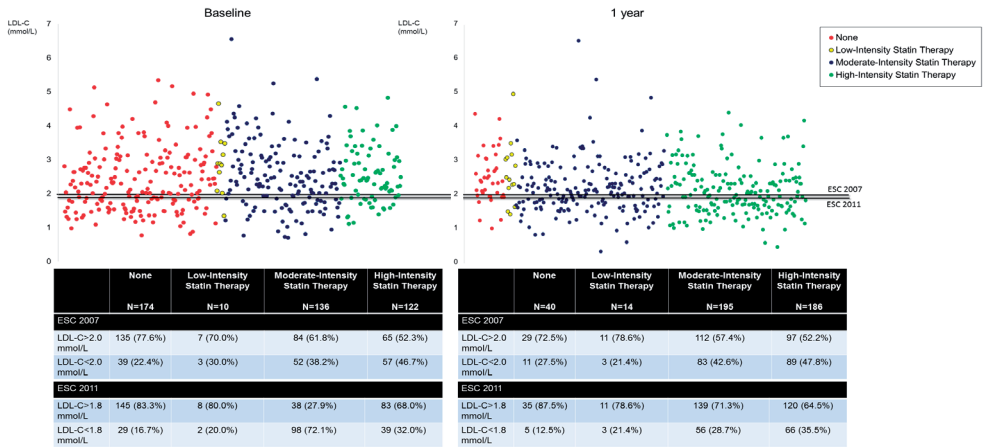 Baseline
1 year
LDL-C
(mmol/L)
7
6
5
4
3
2
1
0
LDL-C
(mmol/L)
7
6
5
4
3
2
1
0
None
Low-Intensity Statin Therapy
Moderate-Intensity Statin Therapy
High-Intensity Statin Therapy
ESC 2007
ESC 2011
None Low-Intensity Statin Therapy Moderate-Intensity Statin Therapy High-Intensity Statin Therapy
N=174 N=10 N=136 N=122
ESC 2007
LDL-C>2.0 mmol/L 135 (77.6%) 7 (70.0%) 84 (61.8%) 65 (52.3%)
LDL-C<2.0 mmol/L 39 (22.4%) 3 (30.0%) 52 (38.2%) 57 (46.7%)
ESC 2011
LDL-C>1.8 mmol/L 145 (83.3%) 8 (80.0%) 38 (27.9%) 83 (68.0%)
LDL-C<1.8 mmol/L 29 (16.7%) 2 (20.0%) 98 (72.1%) 39 (32.0%)
None Low-Intensity Statin Therapy Moderate-Intensity Statin Therapy High-Intensity Statin Therapy
N=40 N=14 N=195 N=186
ESC 2007
LDL-C>2.0 mmol/L 29 (72.5%) 11 (78.6%) 112 (57.4%) 97 (52.2%)
LDL-C<2.0 mmol/L 11 (27.5%) 3 (21.4%) 83 (42.6%) 89 (47.8%)
ESC 2011
LDL-C>1.8 mmol/L 35 (87.5%) 11 (78.6%) 139 (71.3%) 120 (64.5%)
LDL-C<1.8 mmol/L 5 (12.5%) 3 (21.4%) 56 (28.7%) 66 (35.5%)